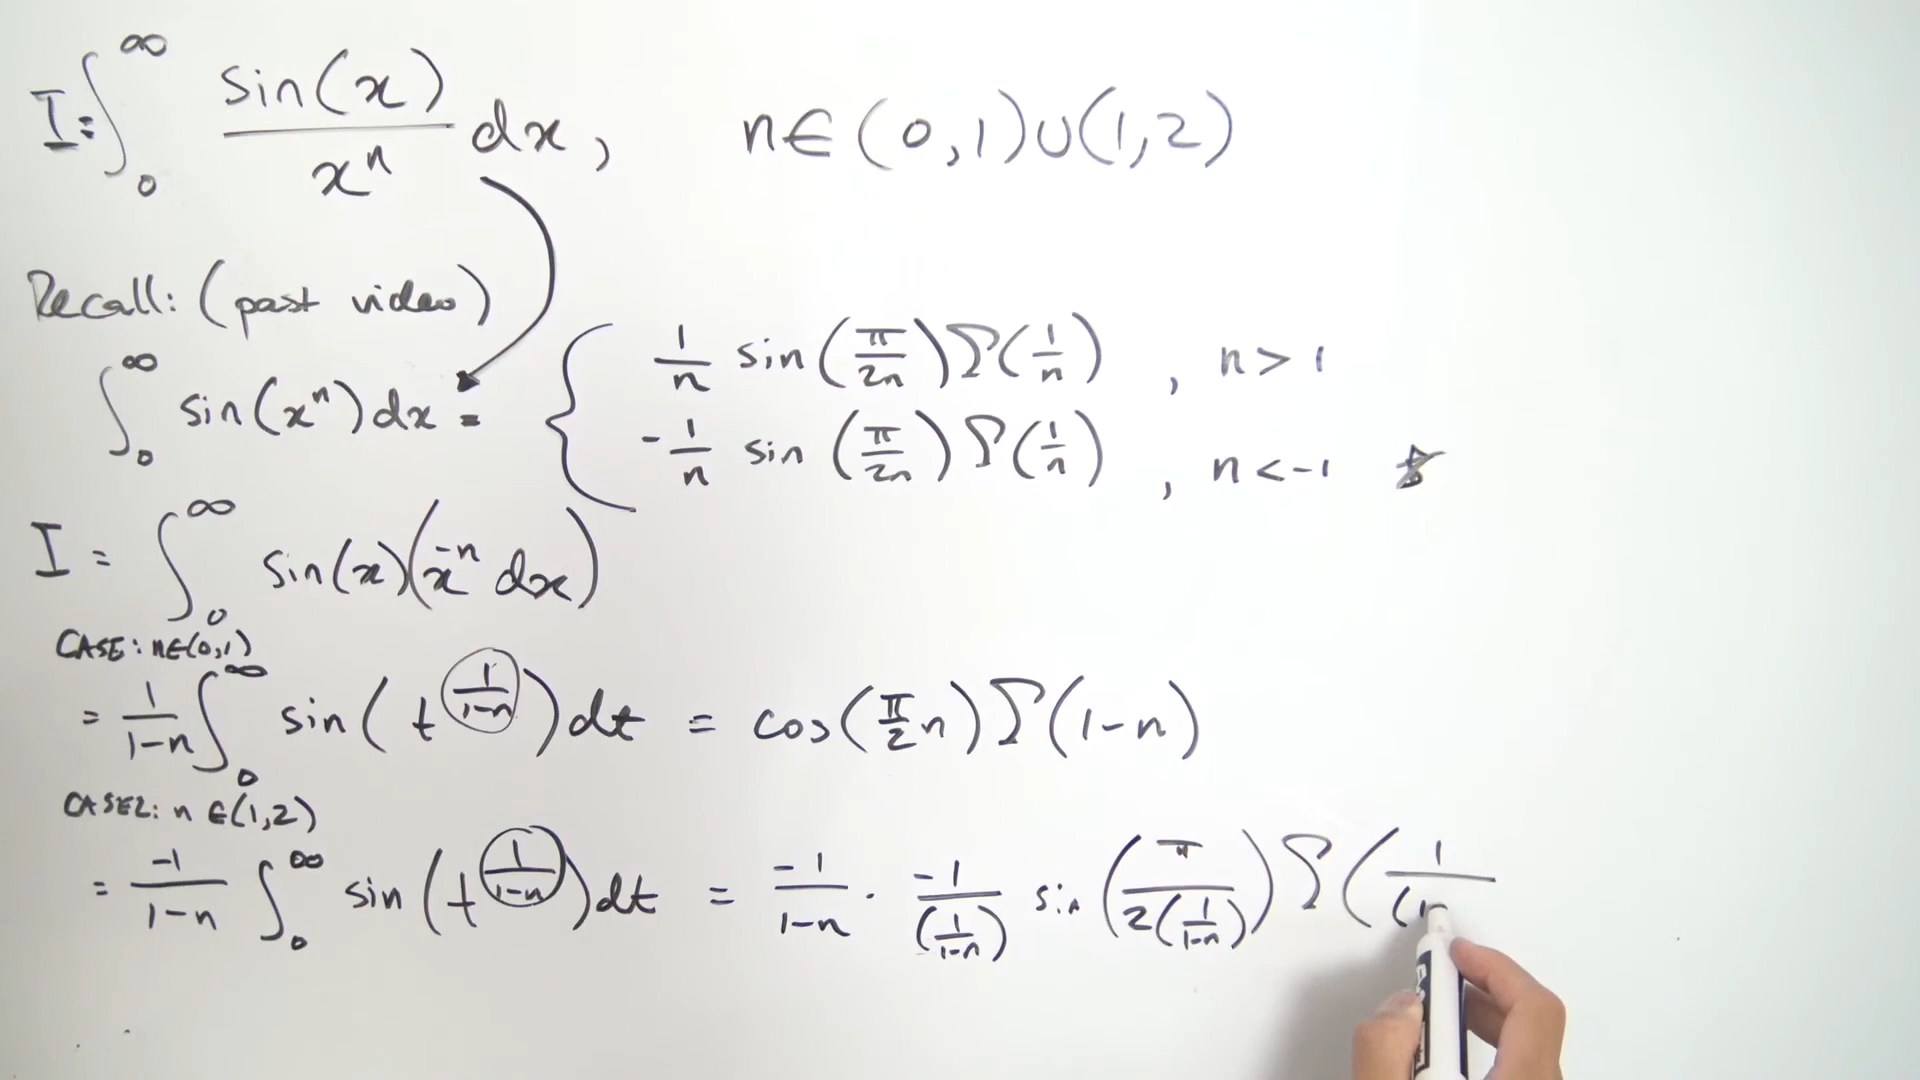 I = ∫₀^∞ sin(x)/xⁿ dx, n∈(0,1)∪(1,2)
Recall: (past video)
∫₀^∞ sin(xⁿ)dx = { 1/n sin(π/2n) Γ(1/n) , n > 1
-1/n sin(π/2n) Γ(1/n) , n < -1
I = ∫₀^∞ sin(x)(x⁻ⁿ dx)
CASE: n∈(0,1)
= 1/(1-n) ∫₀^∞ sin(t^(1/(1-n)))dt = cos(π/2 n) Γ(1-n)
CASE2: n∈(1,2)
= -1/(1-n) ∫₀^∞ sin(t^(1/(1-n)))dt = -1/(1-n) · -1/(1/(1-n)) sin(π/(2(1/(1-n)))) Γ(1/(1